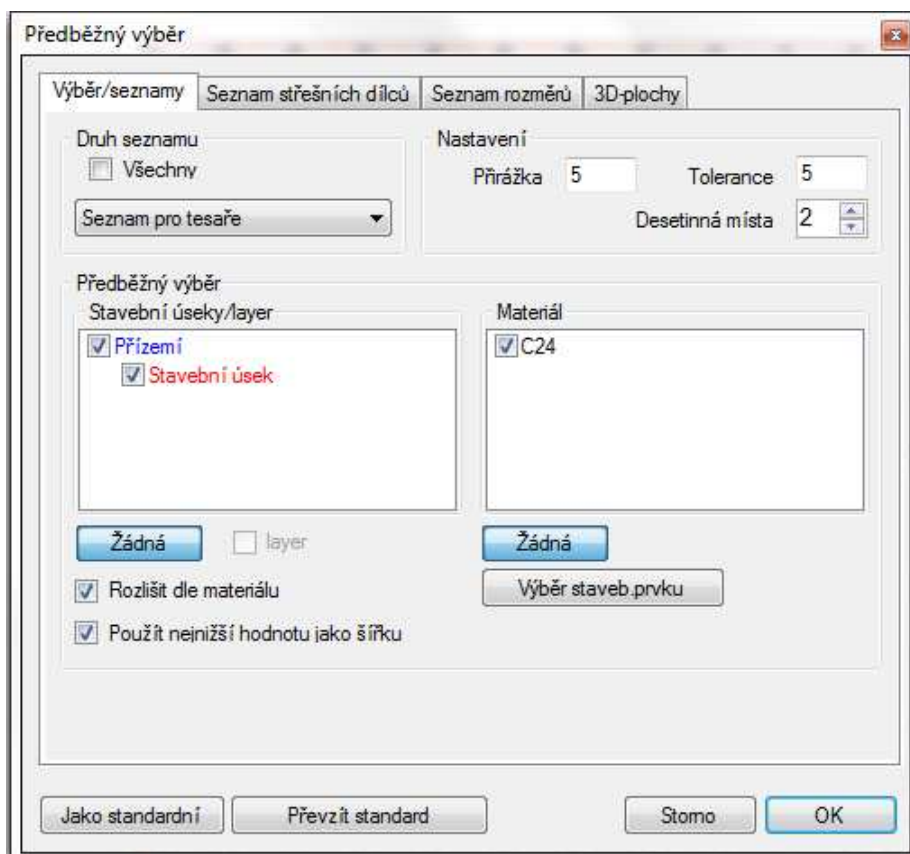 Předběžný výběr
Výběr/seznamy Seznam střešních dílců Seznam rozměrů 3D-plochy
Druh seznamu
Všechny
Seznam pro tesaře
Nastavení
Přirážka 5 Tolerance 5
Desetinná místa 2
Předběžný výběr
Stavební úseky/layer
Přízemí
Stavební úsek
Materiál
C24
Žádná layer
Žádná
Rozlišit dle materiálu
Výběr staveb.prvku
Použít nejnižší hodnotu jako šířku
Jako standardní Převzít standard Storno OK